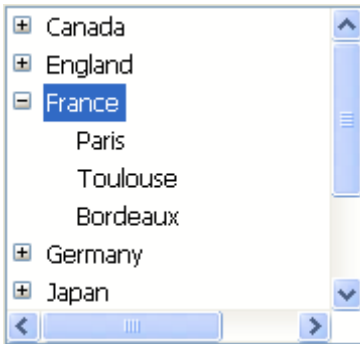 Canada
England
France
Paris
Toulouse
Bordeaux
Germany
Japan